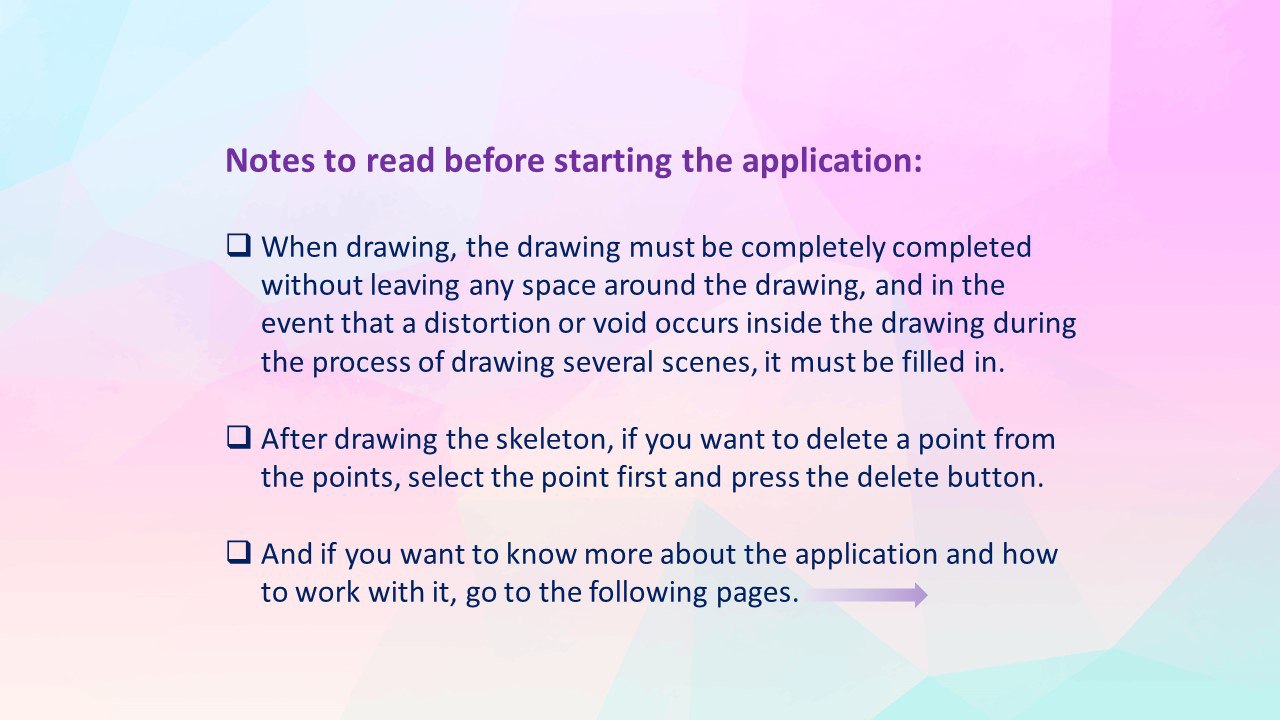 Notes to read before starting the application:
❑ When drawing, the drawing must be completely completed
without leaving any space around the drawing, and in the
event that a distortion or void occurs inside the drawing during
the process of drawing several scenes, it must be filled in.
❑ After drawing the skeleton, if you want to delete a point from
the points, select the point first and press the delete button.
❑ And if you want to know more about the application and how
to work with it, go to the following pages.